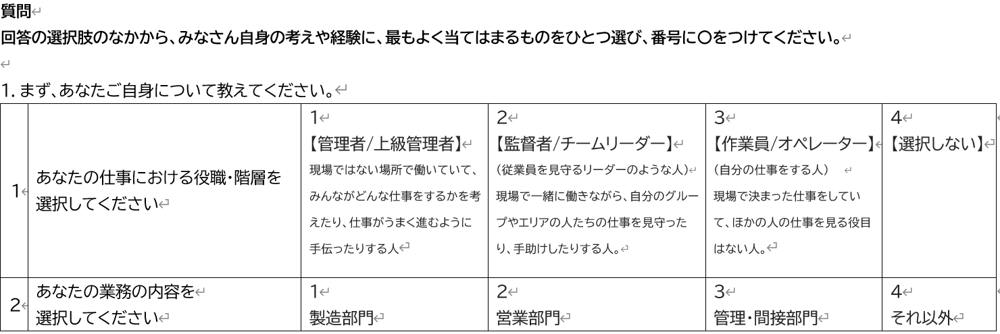 質問
回答の選択肢のなかから、みなさん自身の考えや経験に、最もよく当てはまるものをひとつ選び、番号に〇をつけてください。
1. まず、あなたご自身について教えてください。
1
あなたの仕事における役職・階層を
選択してください
1
【管理者/上級管理者】
現場ではない場所で働いていて、
みんながどんな仕事をするかを考
えたり、仕事がうまく進むように
手伝ったりする人
2
【監督者/チームリーダー】
(従業員を見守るリーダーのような人)
現場で一緒に働きながら、自分のグルー
プやエリアの人たちの仕事を見守った
り、手助けしたりする人。
3
【作業員/オペレーター】
(自分の仕事をする人)
現場で決まった仕事をしてい
て、ほかの人の仕事を見る役目
はない人。
4
【選択しない】
2
あなたの業務の内容を
選択してください
1
製造部門
2
営業部門
3
管理・間接部門
4
それ以外